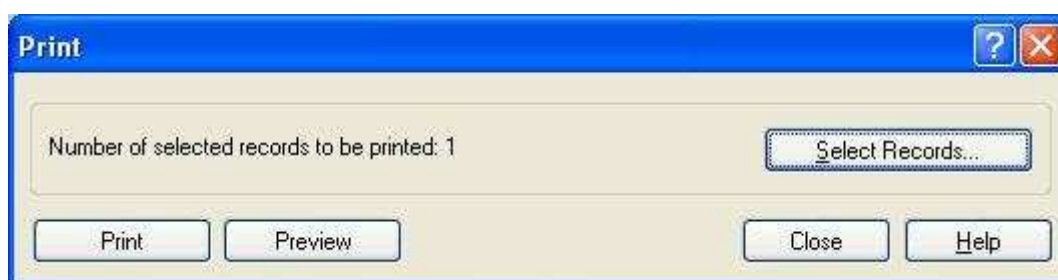 Print ?
Number of selected records to be printed: 1 Select Records...
Print Preview Close Help